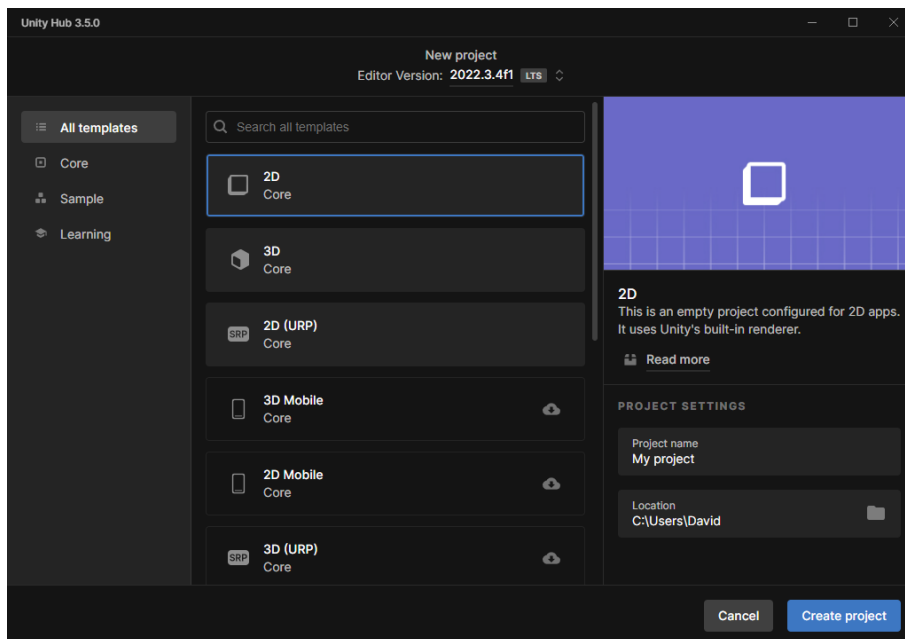 Unity Hub 3.5.0
New project
Editor Version: 2022.3.4f1 LTS
All templates
Core
Sample
Learning
Search all templates
2D
Core
3D
Core
SRP
2D (URP)
Core
3D Mobile
Core
2D Mobile
Core
SRP
3D (URP)
Core
2D
This is an empty project configured for 2D apps.
It uses Unity's built-in renderer.
Read more
PROJECT SETTINGS
Project name
My project
Location
C:\Users\David
Cancel
Create project